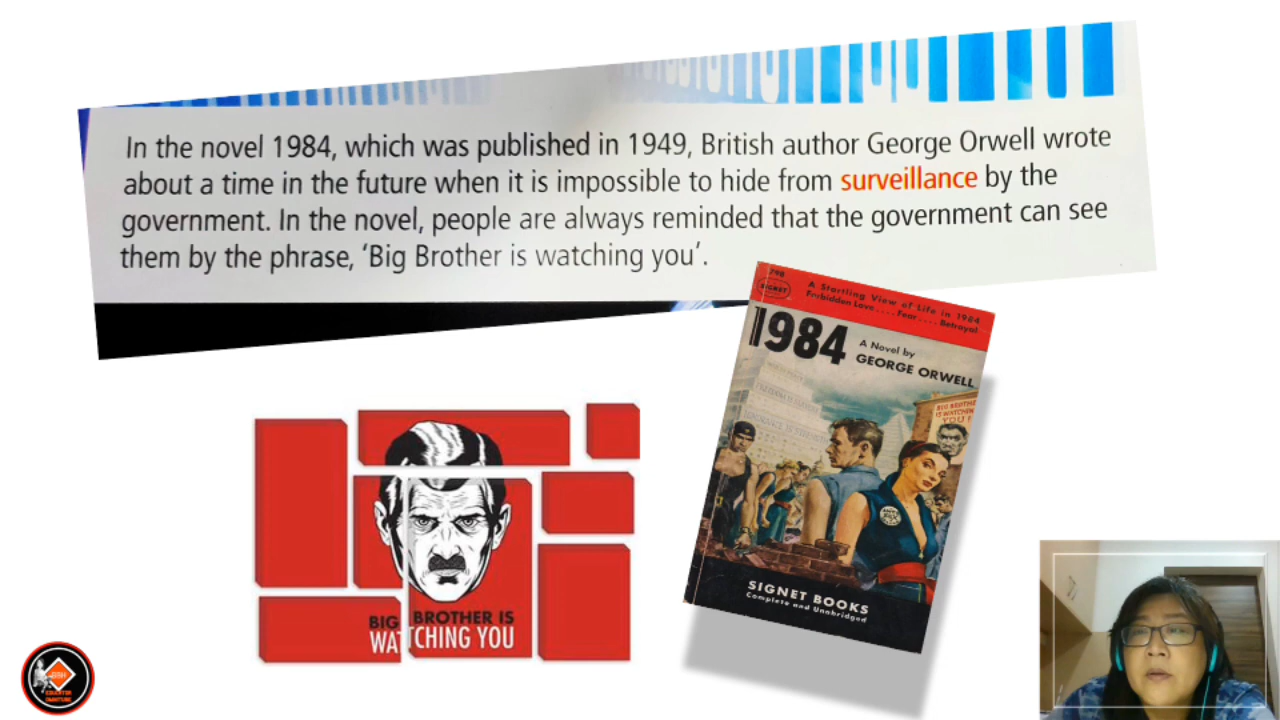 In the novel 1984, which was published in 1949, British author George Orwell wrote
about a time in the future when it is impossible to hide from surveillance by the
government. In the novel, people are always reminded that the government can see
them by the phrase, ‘Big Brother is watching you’.
798
SIGNET
A Startling View of Life in 1984
Forbidden Love.... Fear.... Betrayal
1984
A Novel by
GEORGE ORWELL
BIG BROTHER
IS WATCHING
YOU!
SIGNET BOOKS
Complete and Unabridged
BIG BROTHER IS
WATCHING YOU